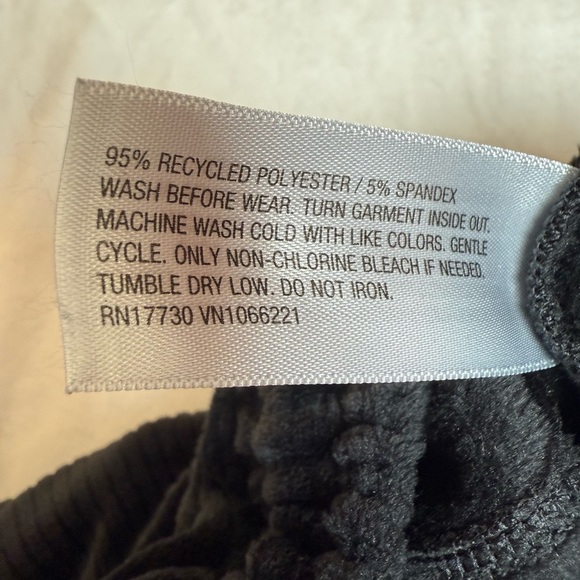 95% RECYCLED POLYESTER / 5% SPANDEX
WASH BEFORE WEAR. TURN GARMENT INSIDE OUT.
MACHINE WASH COLD WITH LIKE COLORS. GENTLE
CYCLE. ONLY NON-CHLORINE BLEACH IF NEEDED.
TUMBLE DRY LOW. DO NOT IRON.
RN17730 VN1066221